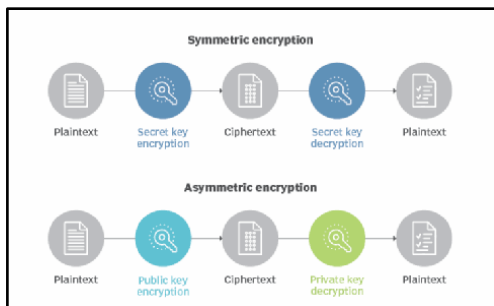 Symmetric encryption
Plaintext
Secret key
encryption
Ciphertext
Secret key
decryption
Plaintext
Asymmetric encryption
Plaintext
Public key
encryption
Ciphertext
Private key
decryption
Plaintext